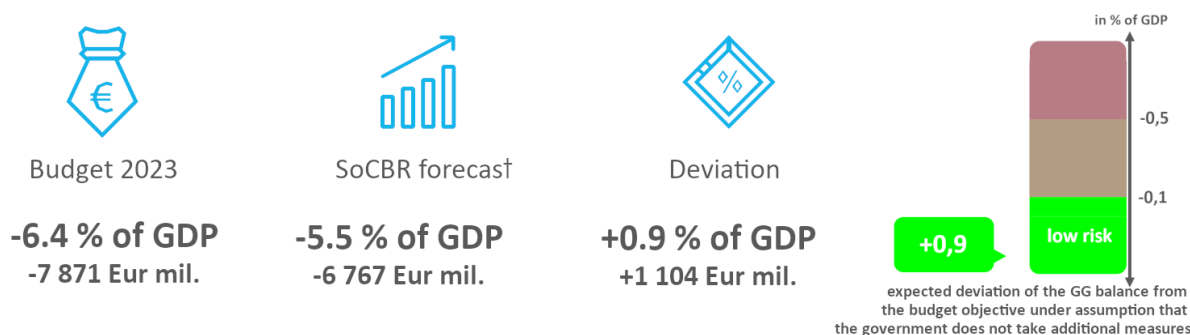 €
Budget 2023
-6.4 % of GDP
-7 871 Eur mil.
SoCBR forecast†
-5.5 % of GDP
-6 767 Eur mil.
%
Deviation
+0.9 % of GDP
+1 104 Eur mil.
in % of GDP
-0,5
-0,1
+0,9
low risk
expected deviation of the GG balance from
the budget objective under assumption that
the government does not take additional measures